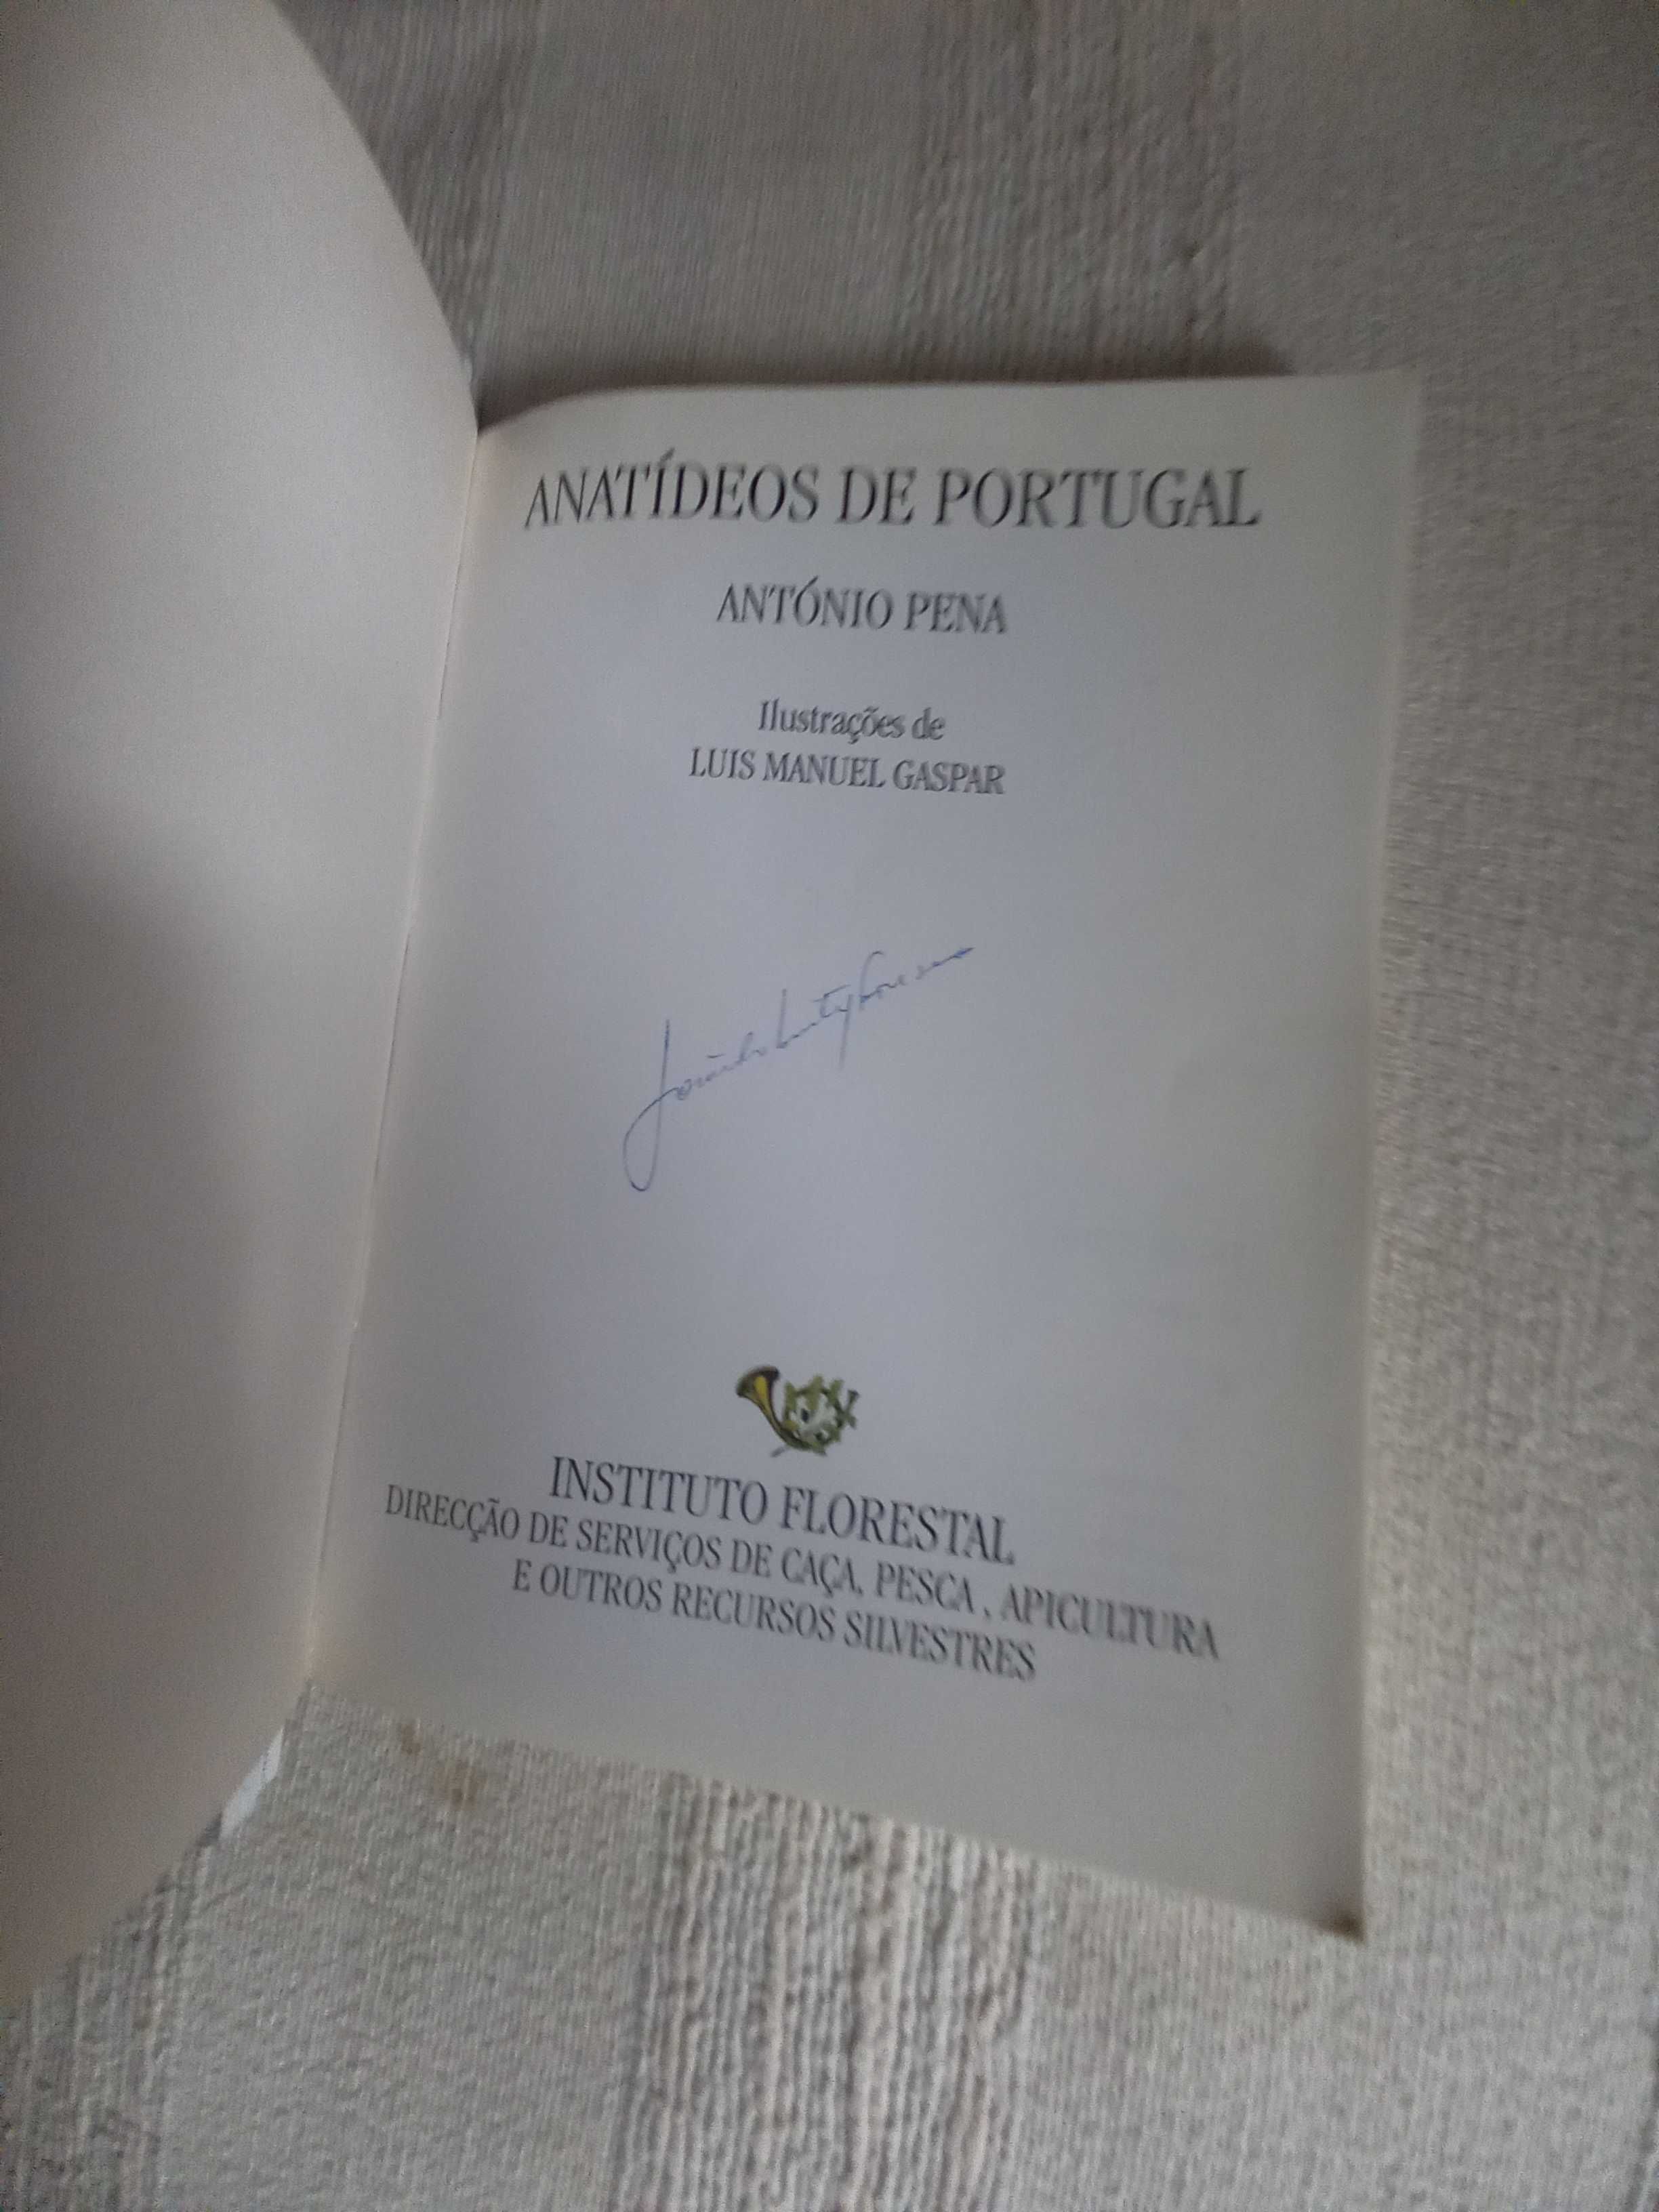 ANATÍDEOS DE PORTUGAL
ANTÓNIO PENA
Ilustrações de
LUIS MANUEL GASPAR
INSTITUTO FLORESTAL
DIRECÇÃO DE SERVIÇOS DE CAÇA, PESCA , APICULTURA
E OUTROS RECURSOS SILVESTRES